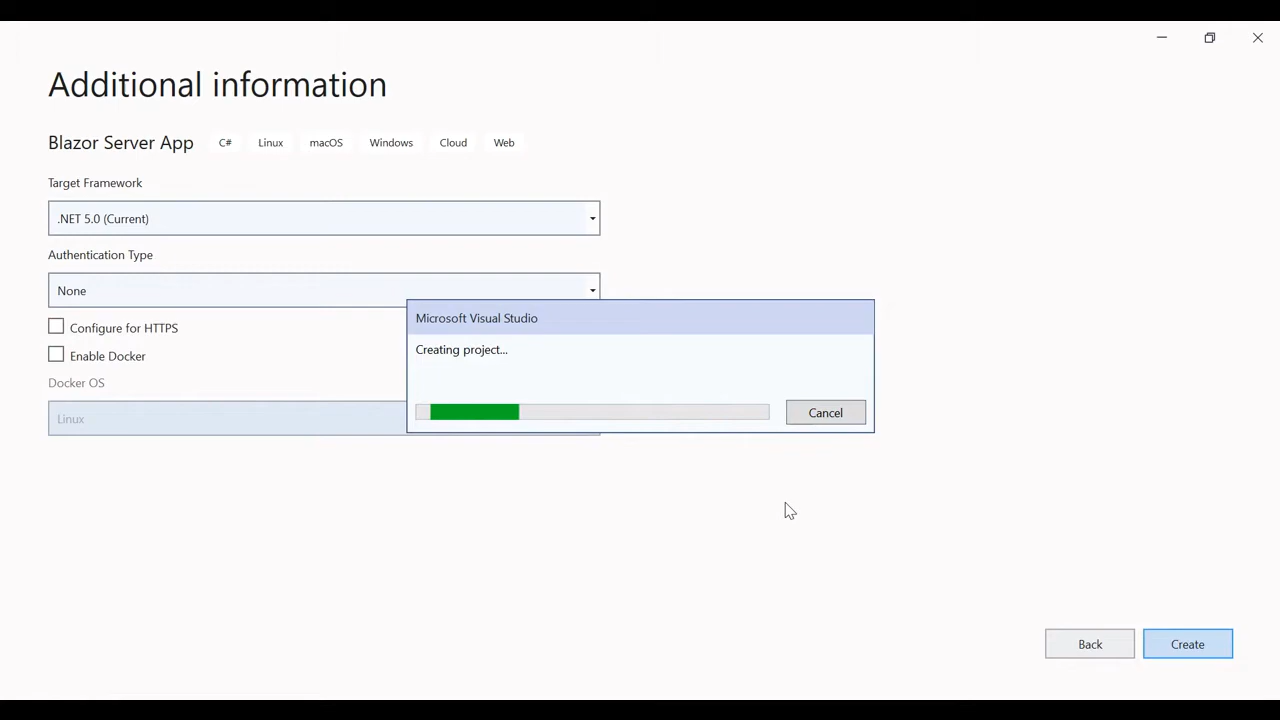 Additional information
Blazor Server App C# Linux macOS Windows Cloud Web
Target Framework
.NET 5.0 (Current)
Authentication Type
None
Configure for HTTPS
Enable Docker
Docker OS
Linux
Microsoft Visual Studio
Creating project...
Cancel
Back Create